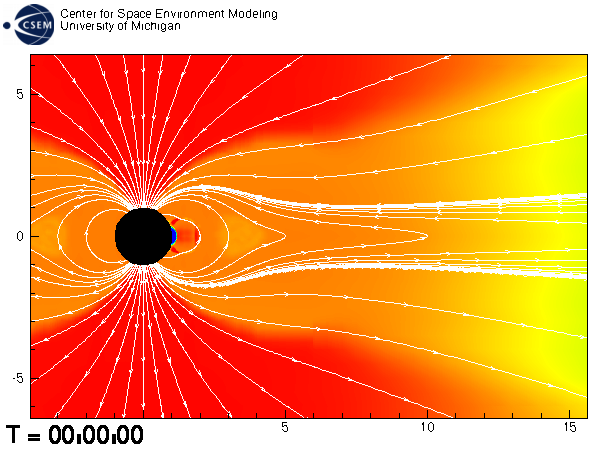 CSEM
Center for Space Environment Modeling
University of Michigan
5
0
-5
5
10
15
T = 00:00:00